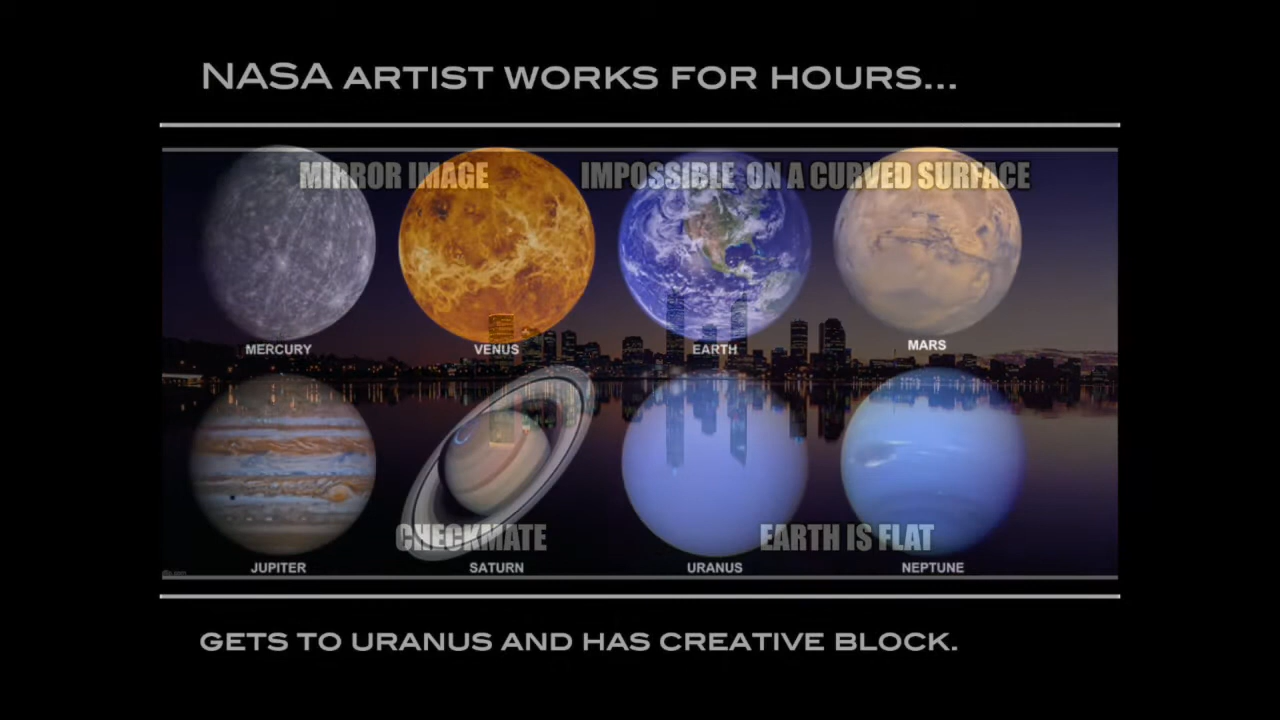 NASA ARTIST WORKS FOR HOURS...
MIRROR IMAGE IMPOSSIBLE ON A CURVED SURFACE
MERCURY VENUS EARTH MARS
CHECKMATE EARTH IS FLAT
JUPITER SATURN URANUS NEPTUNE
GETS TO URANUS AND HAS CREATIVE BLOCK.